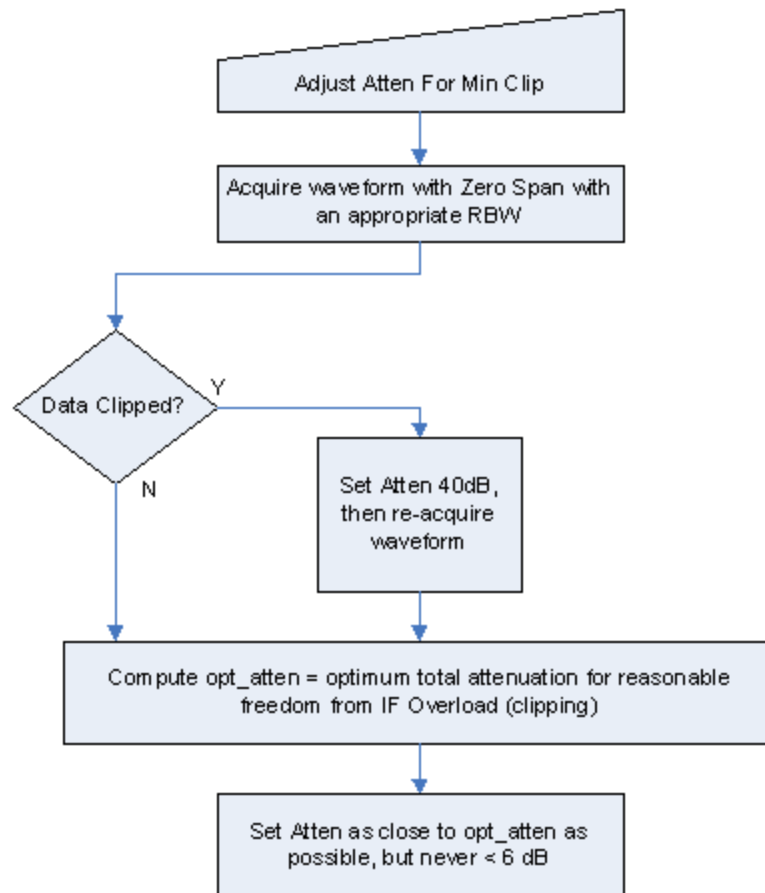 Adjust Atten For Min Clip
Acquire waveform with Zero Span with
an appropriate RBW
Data Clipped?
Y
N
Set Atten 40dB,
then re-acquire
waveform
Compute opt_atten = optimum total attenuation for reasonable
freedom from IF Overload (clipping)
Set Atten as close to opt_atten as
possible, but never < 6 dB